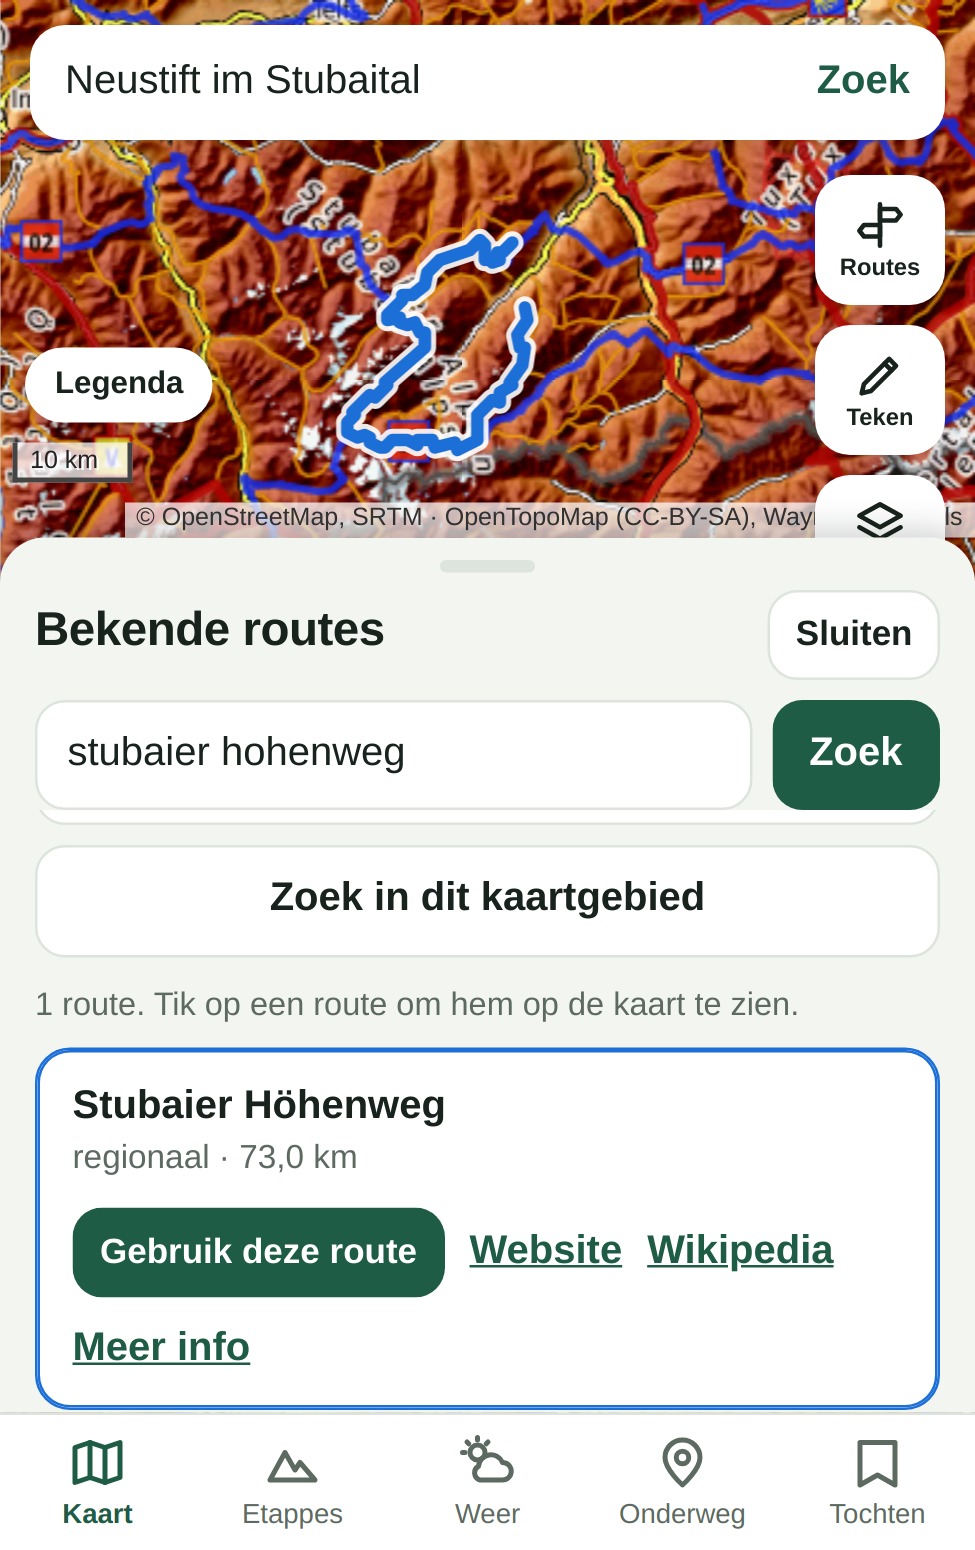 Neustift im Stubaital
Zoek
02
02
Routes
Teken
Legenda
10 km
© OpenStreetMap, SRTM · OpenTopoMap (CC-BY-SA), Way
ls
Bekende routes
Sluiten
stubaier hohenweg
Zoek
Zoek in dit kaartgebied
1 route. Tik op een route om hem op de kaart te zien.
Stubaier Höhenweg
regionaal · 73,0 km
Gebruik deze route
Website
Wikipedia
Meer info
Kaart
Etappes
Weer
Onderweg
Tochten